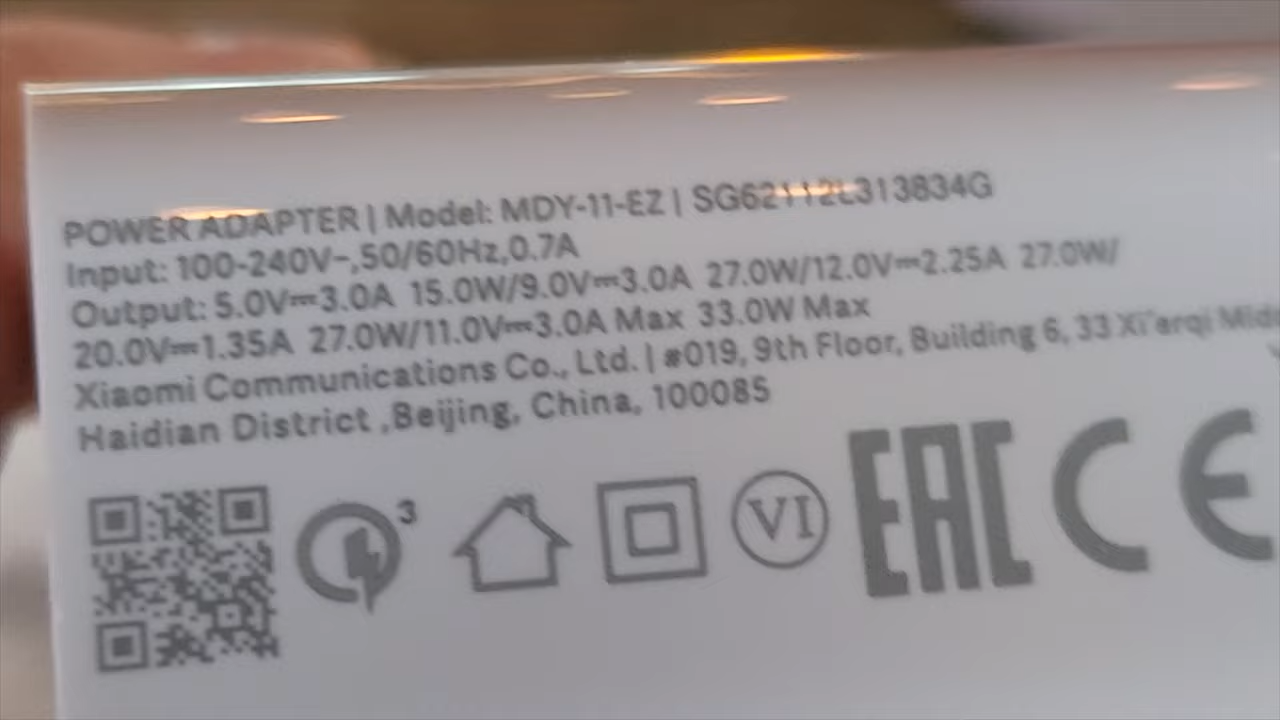 POWER ADAPTER | Model: MDY-11-EZ | SG62112L313834G
Input: 100-240V~,50/60Hz,0.7A
Output: 5.0V⎓3.0A 15.0W/9.0V⎓3.0A 27.0W/12.0V⎓2.25A 27.0W/
20.0V⎓1.35A 27.0W/11.0V⎓3.0A Max 33.0W Max
Xiaomi Communications Co., Ltd. | #019, 9th Floor, Building 6, 33 Xi'erqi
Haidian District ,Beijing, China, 100085
3
VI
EAC CE